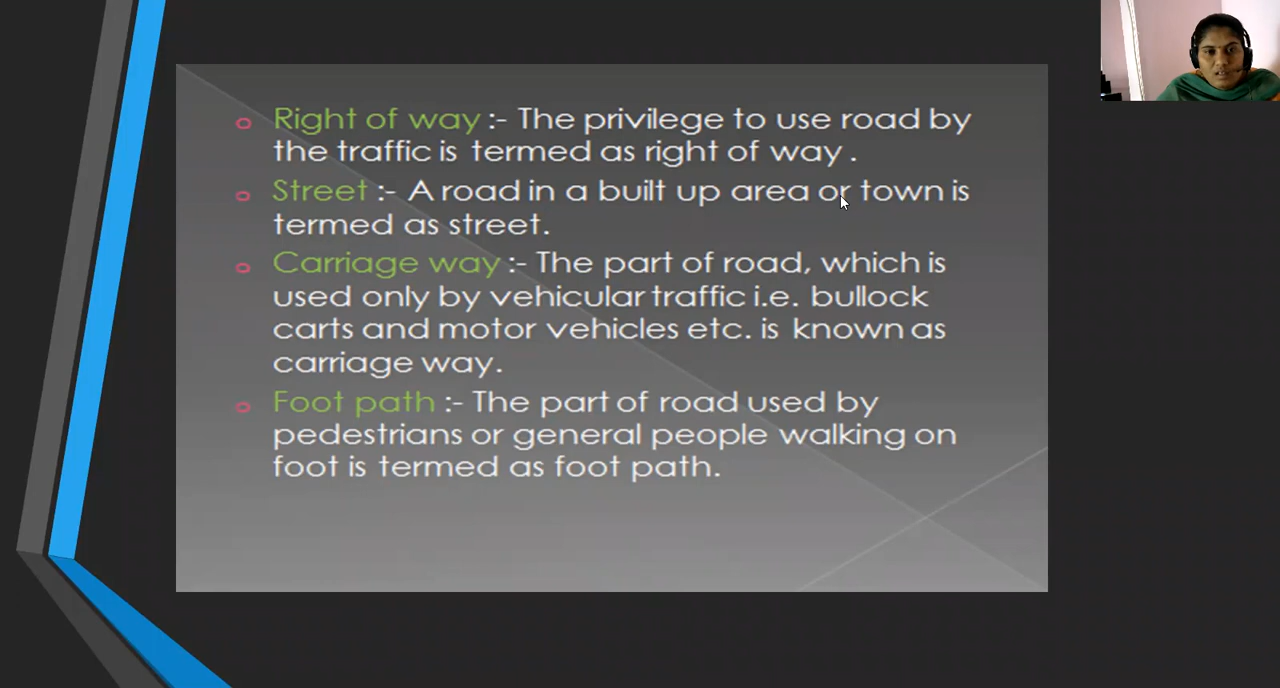 Right of way :- The privilege to use road by
the traffic is termed as right of way .
Street :- A road in a built up area or town is
termed as street.
Carriage way :- The part of road, which is
used only by vehicular traffic i.e. bullock
carts and motor vehicles etc. is known as
carriage way.
Foot path :- The part of road used by
pedestrians or general people walking on
foot is termed as foot path.